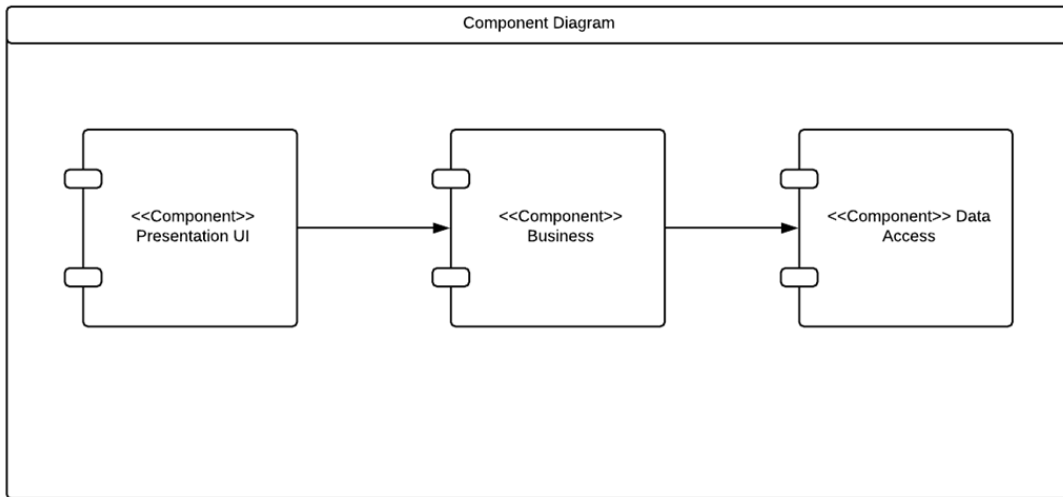 Component Diagram
<<Component>>
Presentation UI
<<Component>>
Business
<<Component>> Data
Access